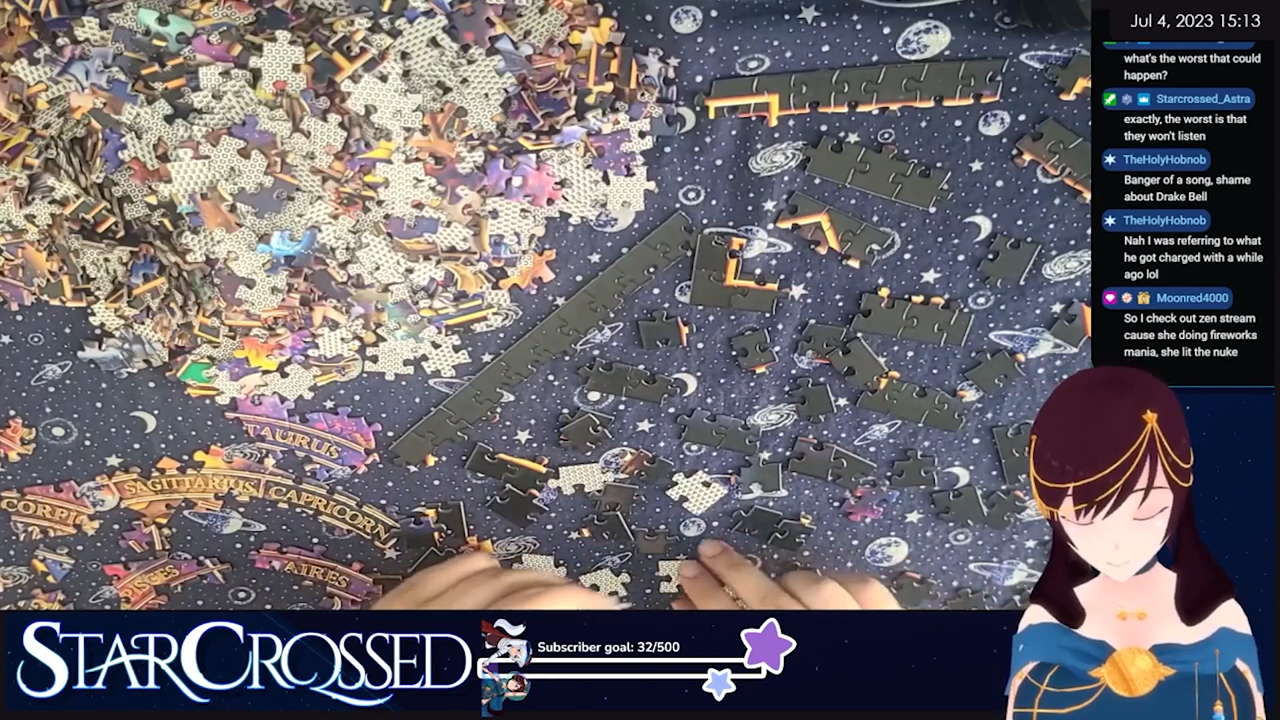 Jul 4, 2023 15:13
what's the worst that could
happen?
Starcrossed_Astra
exactly, the worst is that
they won't listen
TheHolyHobnob
Banger of a song, shame
about Drake Bell
TheHolyHobnob
Nah I was referring to what
he got charged with a while
ago lol
Moonred4000
So I check out zen stream
cause she doing fireworks
mania, she lit the nuke
TAURUS
SAGITTARIUS CAPRICORN
CORPI
AIRES
STARCROSSED
Subscriber goal: 32/500